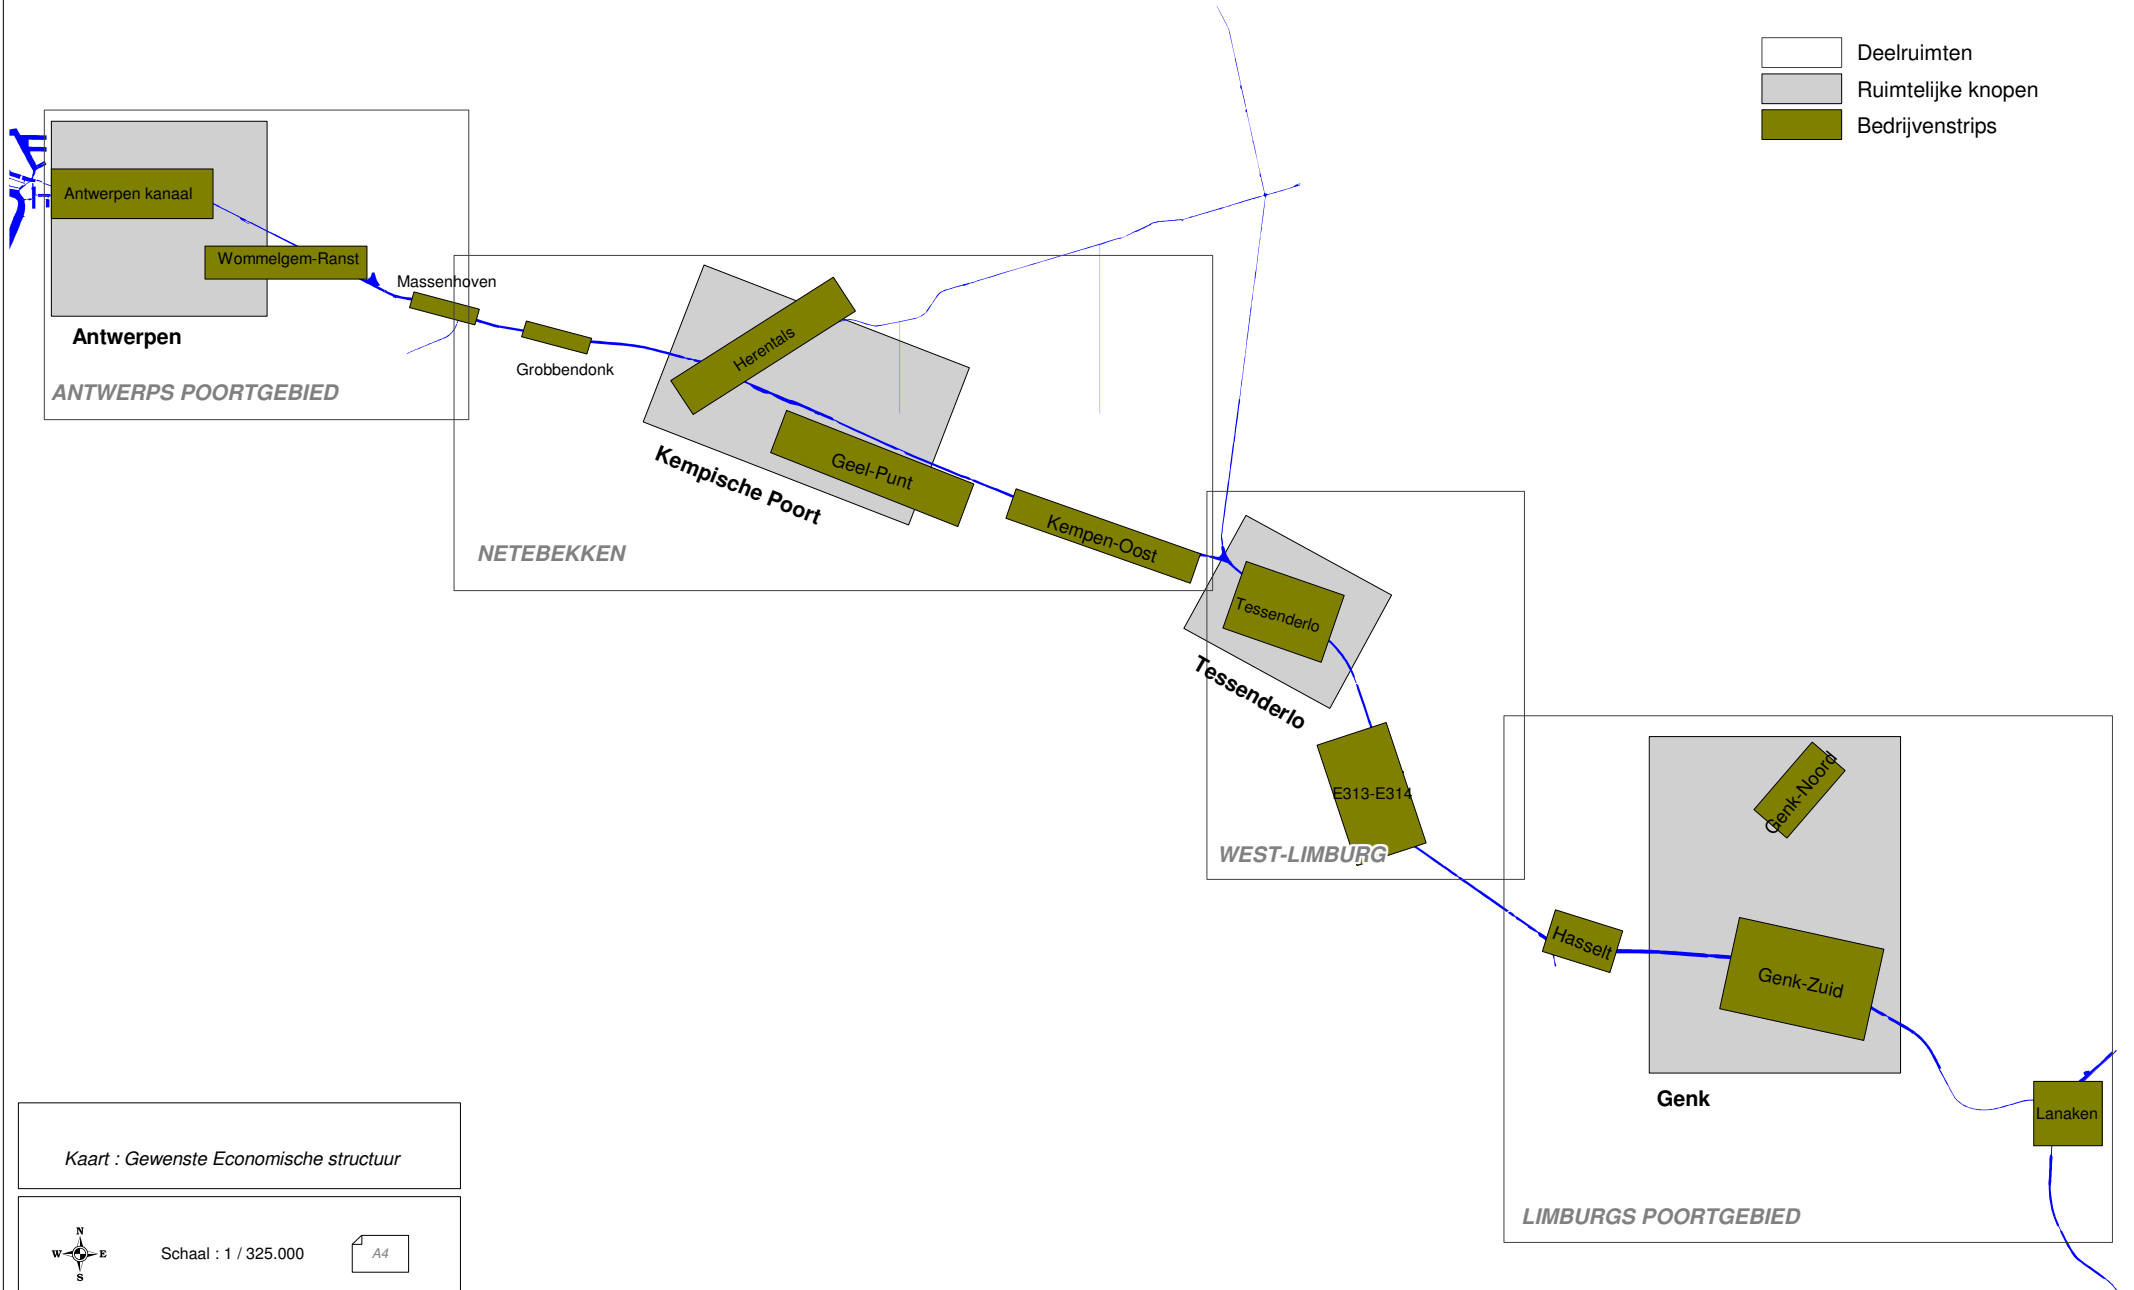 Deelruimten
Ruimtelijke knopen
Bedrijvenstrips
Antwerpen kanaal
Wommelgem-Ranst
Massenhoven
Antwerpen
Grobbendonk
ANTWERPS POORTGEBIED
Herentals
Geel-Punt
Kempische Poort
Kempen-Oost
NETEBEKKEN
Tessenderlo
Tessenderlo
E313-E314
WEST-LIMBURG
Genk-Noord
Hasselt
Genk-Zuid
Genk
Lanaken
LIMBURGS POORTGEBIED
Kaart : Gewenste Economische structuur
N
W E
S
Schaal : 1 / 325.000
A4